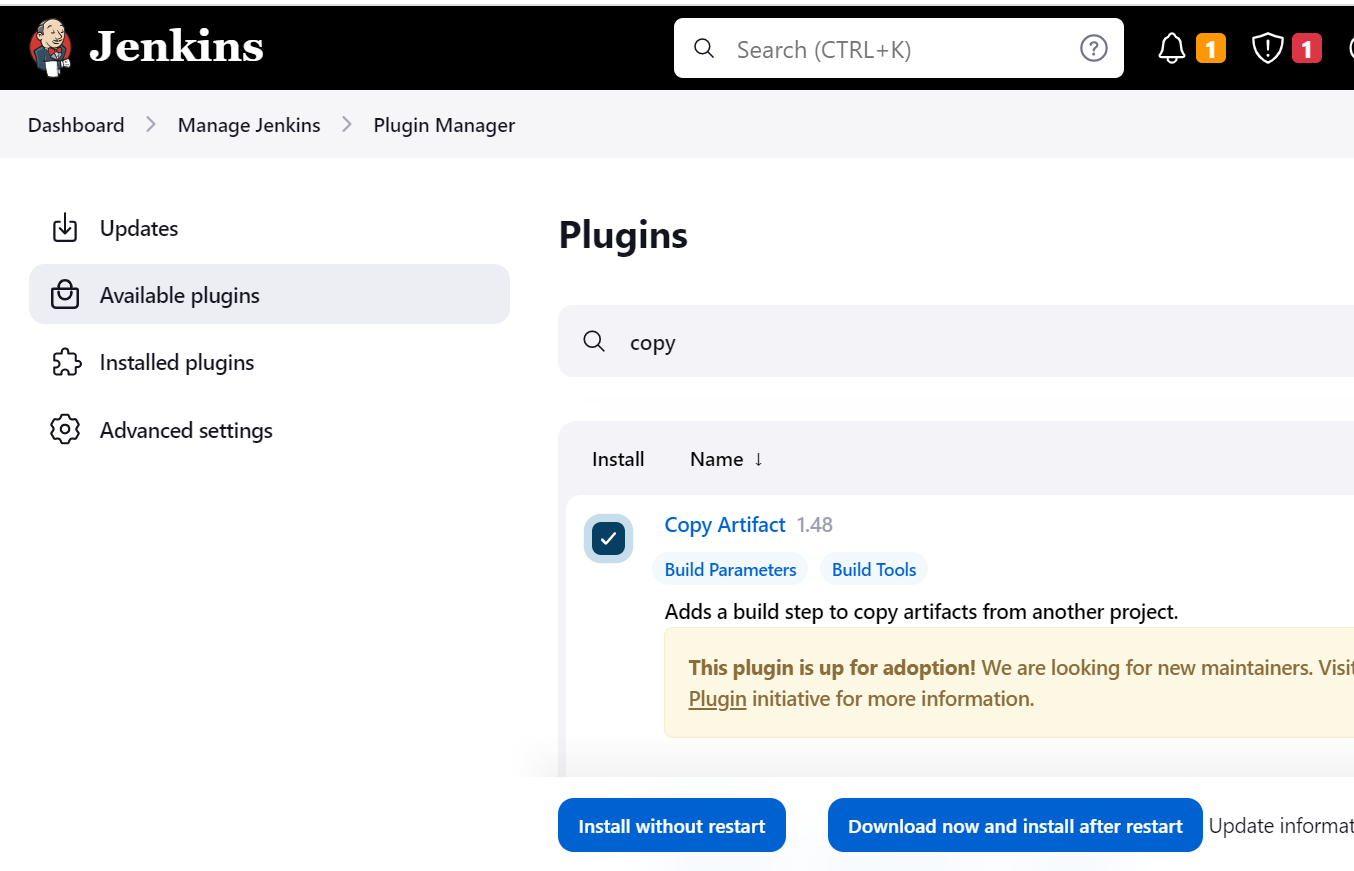 Jenkins
Search (CTRL+K)
?
1
1
Dashboard
Manage Jenkins
Plugin Manager
Updates
Available plugins
Installed plugins
Advanced settings
Plugins
copy
Install
Name ↓
Copy Artifact 1.48
Build Parameters
Build Tools
Adds a build step to copy artifacts from another project.
This plugin is up for adoption! We are looking for new maintainers. Visit
Plugin initiative for more information.
Install without restart
Download now and install after restart
Update informat